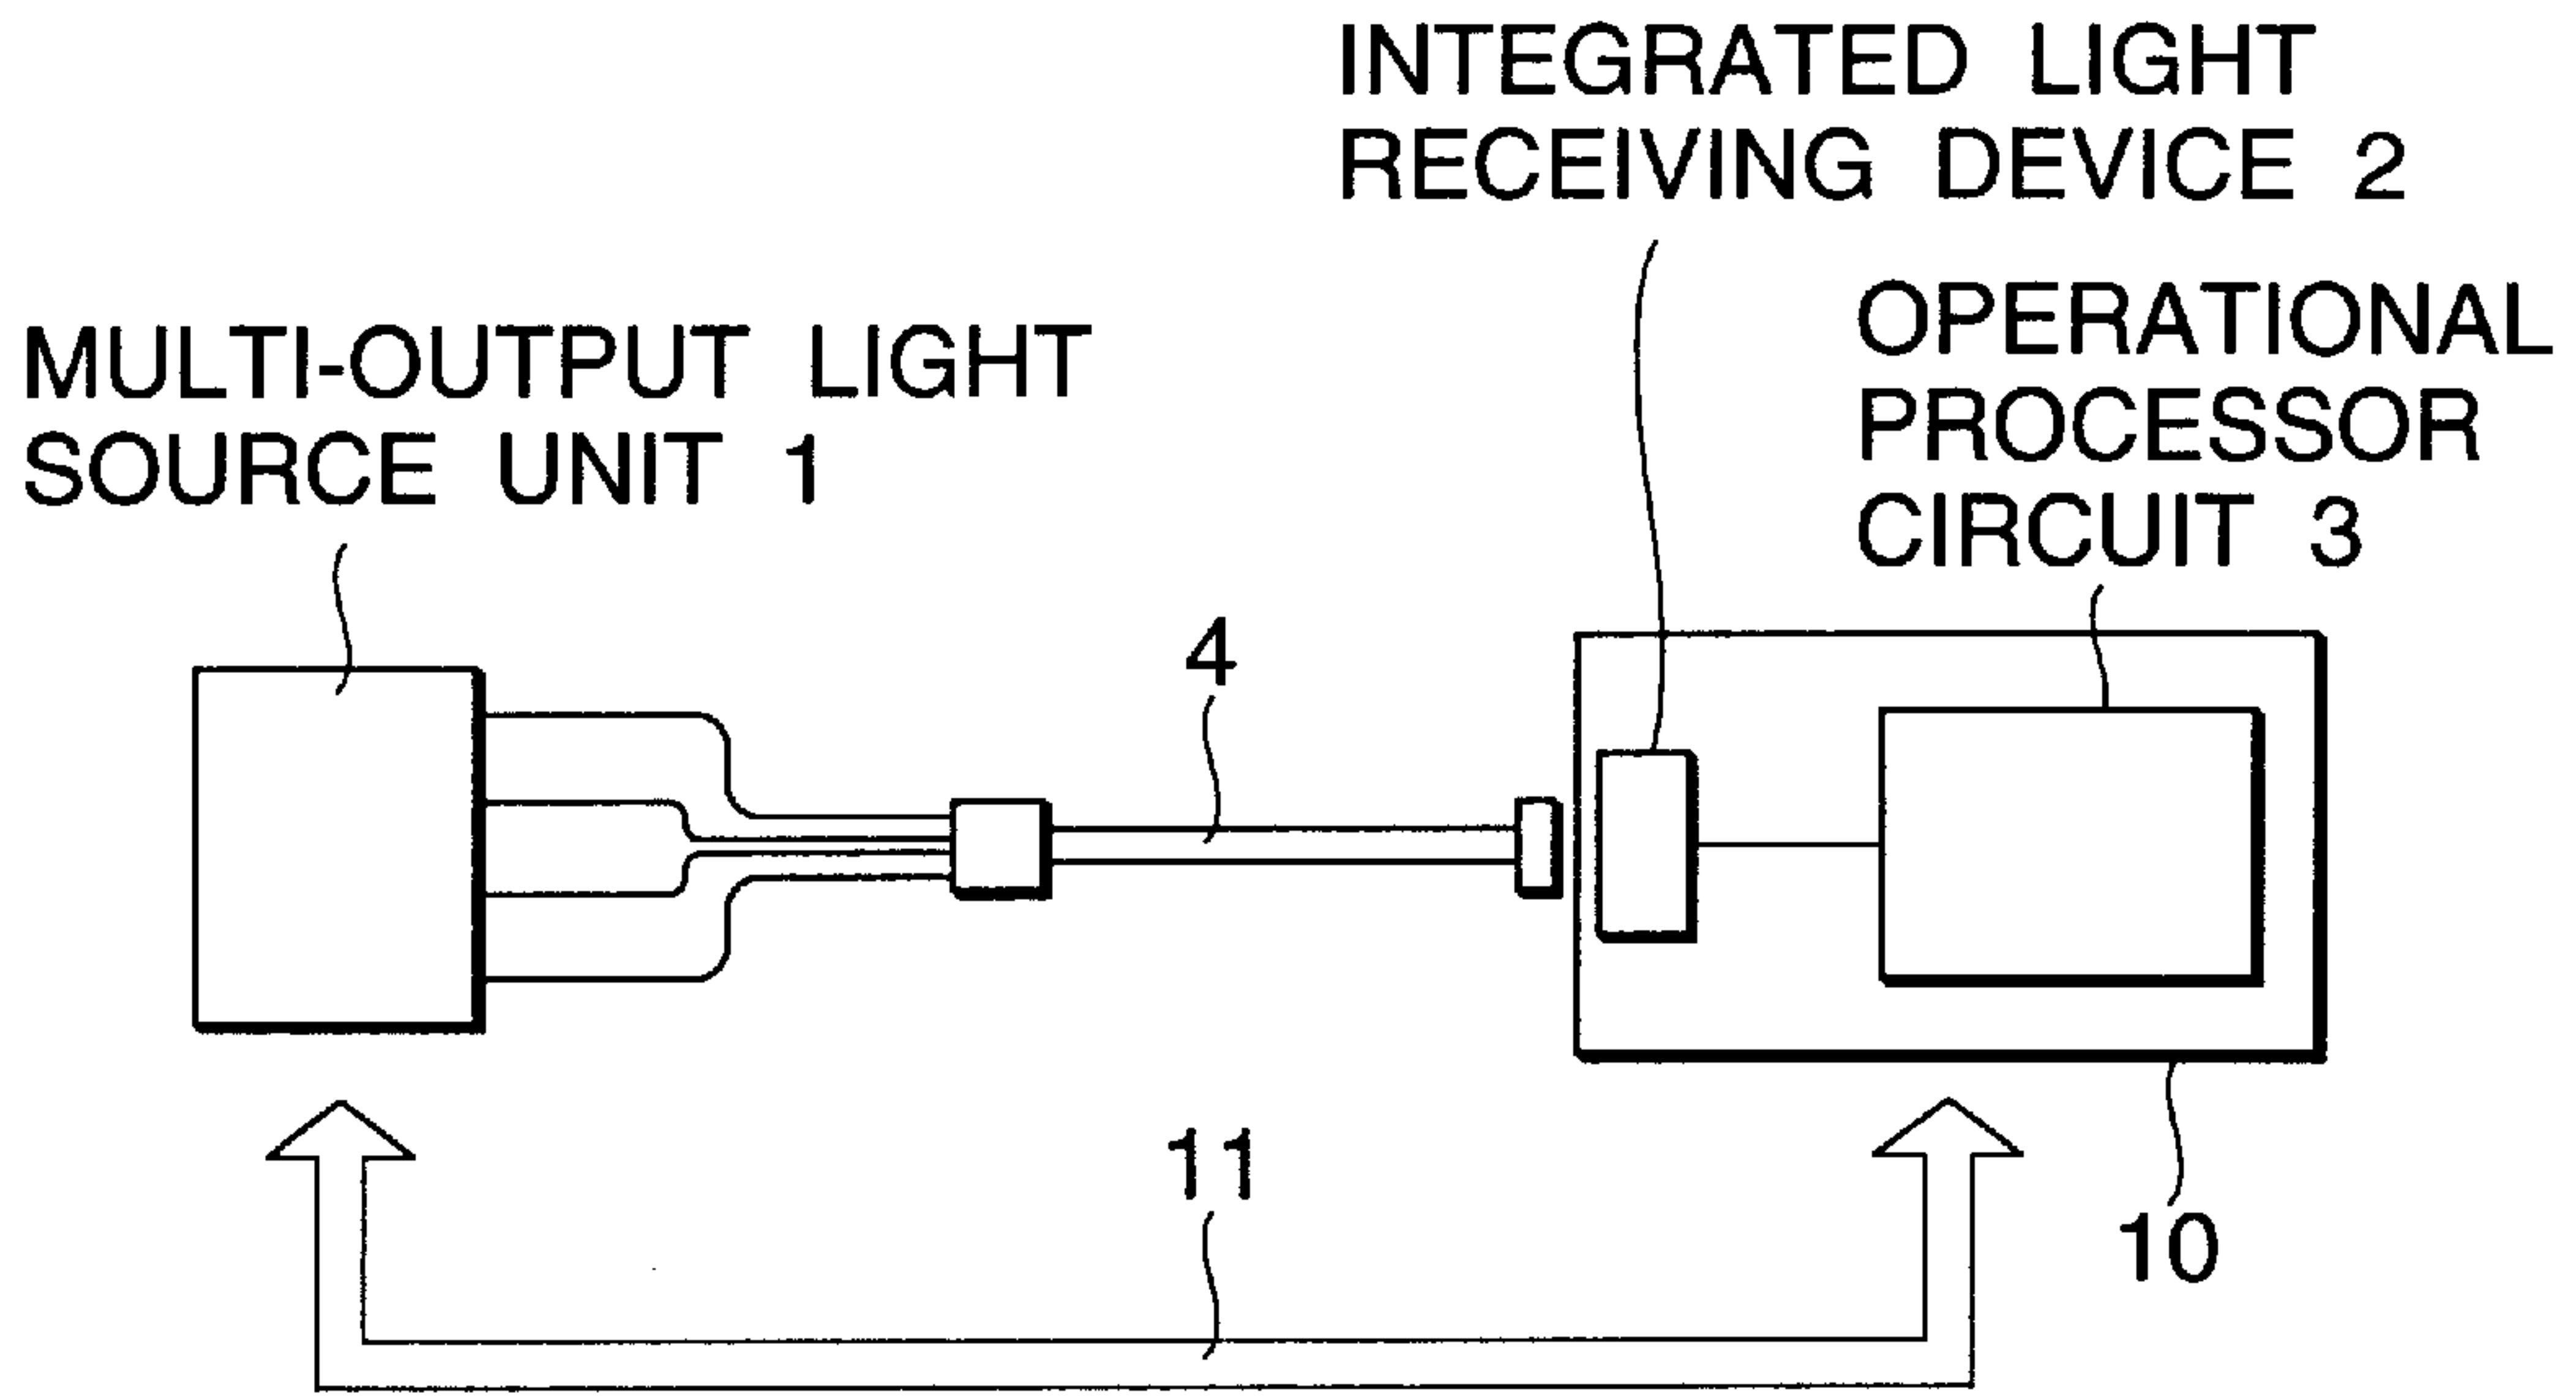 INTEGRATED LIGHT
RECEIVING DEVICE 2
OPERATIONAL
PROCESSOR
CIRCUIT 3
MULTI-OUTPUT LIGHT
SOURCE UNIT 1
4
11
10